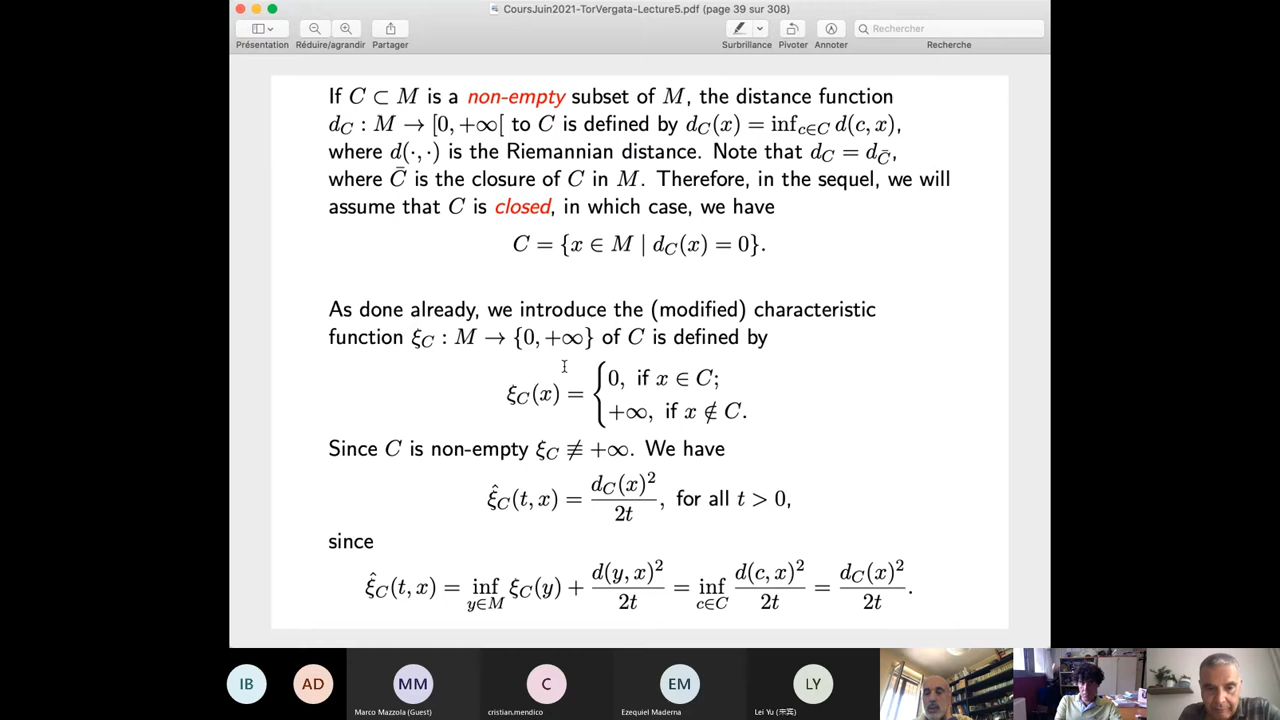 CoursJuin2021-TorVergata-Lecture5.pdf (page 39 sur 308)
Présentation Réduire/agrandir Partager Surbrillance Pivoter Annoter Rechercher Recherche
If C ⊂ M is a non-empty subset of M, the distance function
d_C : M → [0, +∞[ to C is defined by d_C(x) = inf_{c∈C} d(c, x),
where d(·, ·) is the Riemannian distance. Note that d_C = d_{C̄},
where C̄ is the closure of C in M. Therefore, in the sequel, we will
assume that C is closed, in which case, we have
C = {x ∈ M | d_C(x) = 0}.
As done already, we introduce the (modified) characteristic
function ξ_C : M → {0, +∞} of C is defined by
ξ_C(x) = { 0, if x ∈ C;
+∞, if x ∉ C.
Since C is non-empty ξ_C ≢ +∞. We have
ξ̂_C(t, x) = d_C(x)² / 2t, for all t > 0,
since
ξ̂_C(t, x) = inf_{y∈M} ξ_C(y) + d(y, x)² / 2t = inf_{c∈C} d(c, x)² / 2t = d_C(x)² / 2t.
IB AD MM C EM LY
Marco Mazzola (Guest) cristian.mendico Ezequiel Maderna Lei Yu (宋宾)